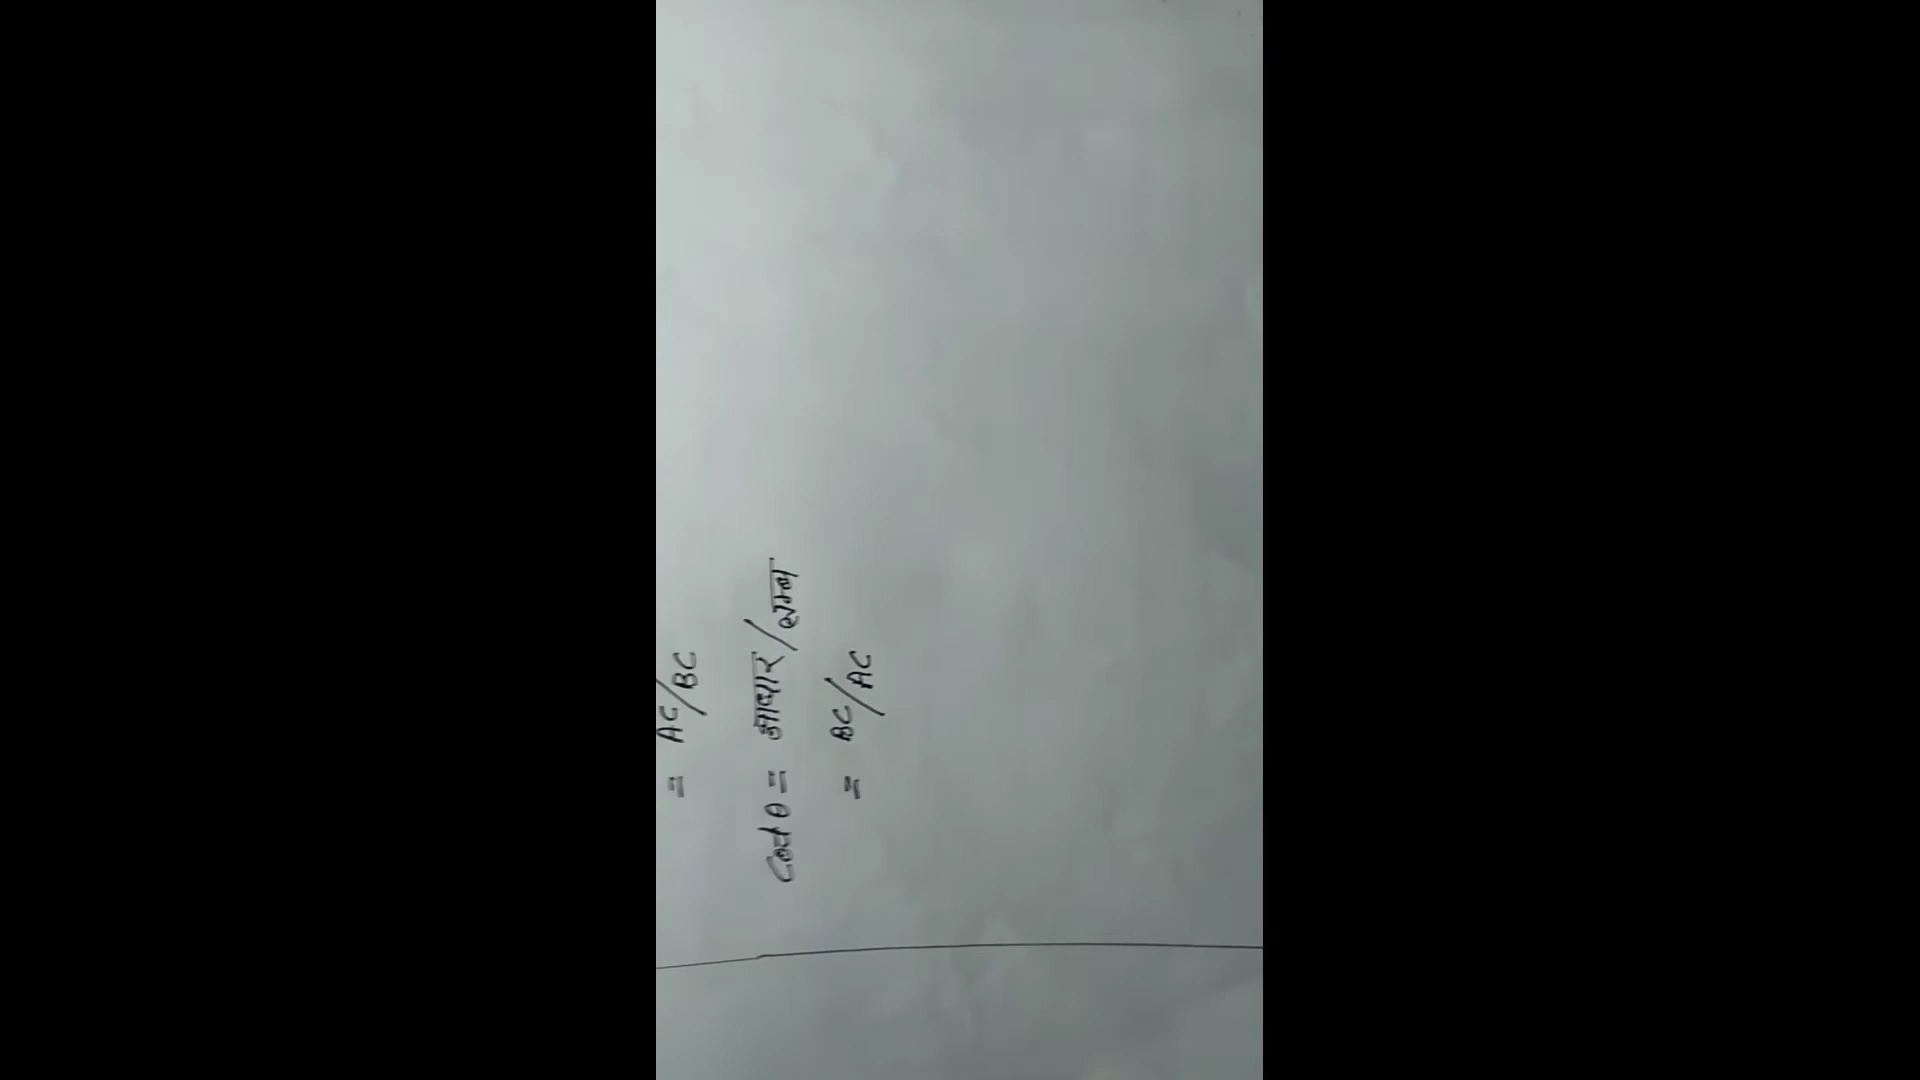 = AC/BC
Cot θ = आधार/लम्ब
= BC/AC